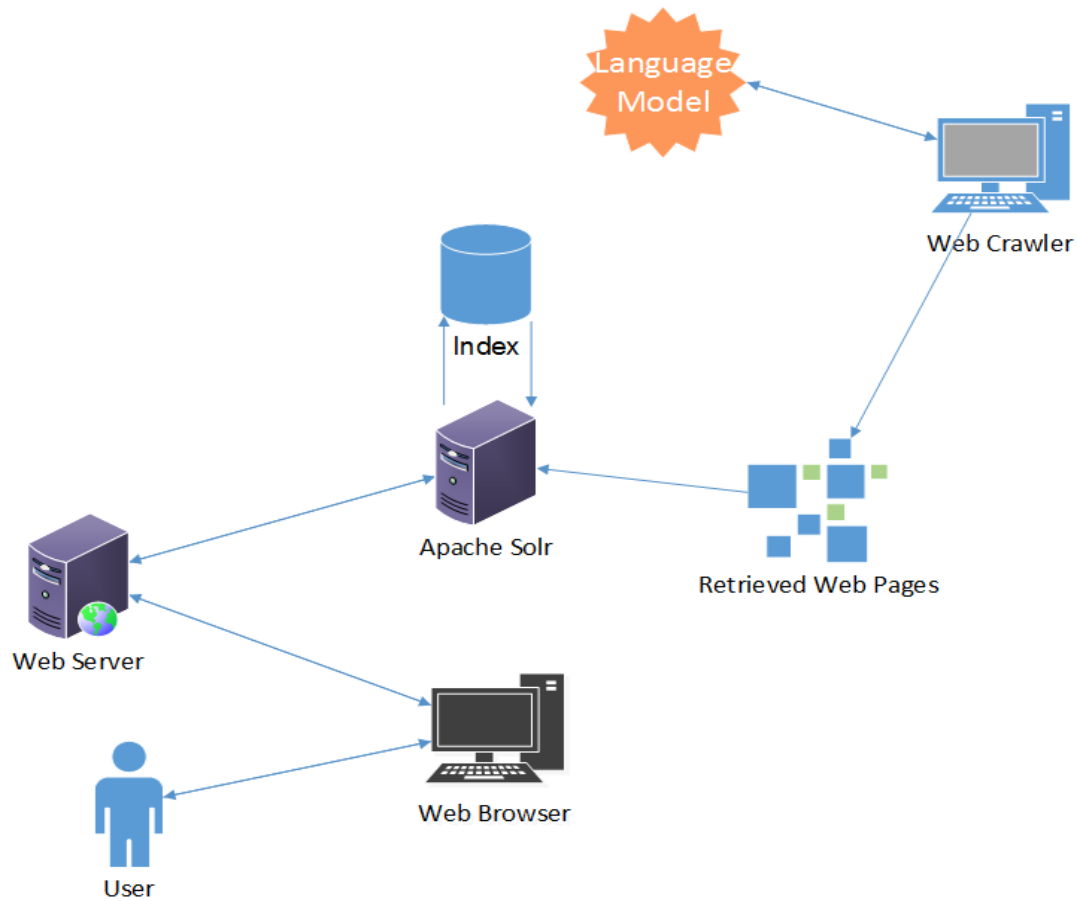 Language
Model
Web Crawler
Index
Apache Solr
Retrieved Web Pages
Web Server
Web Browser
User